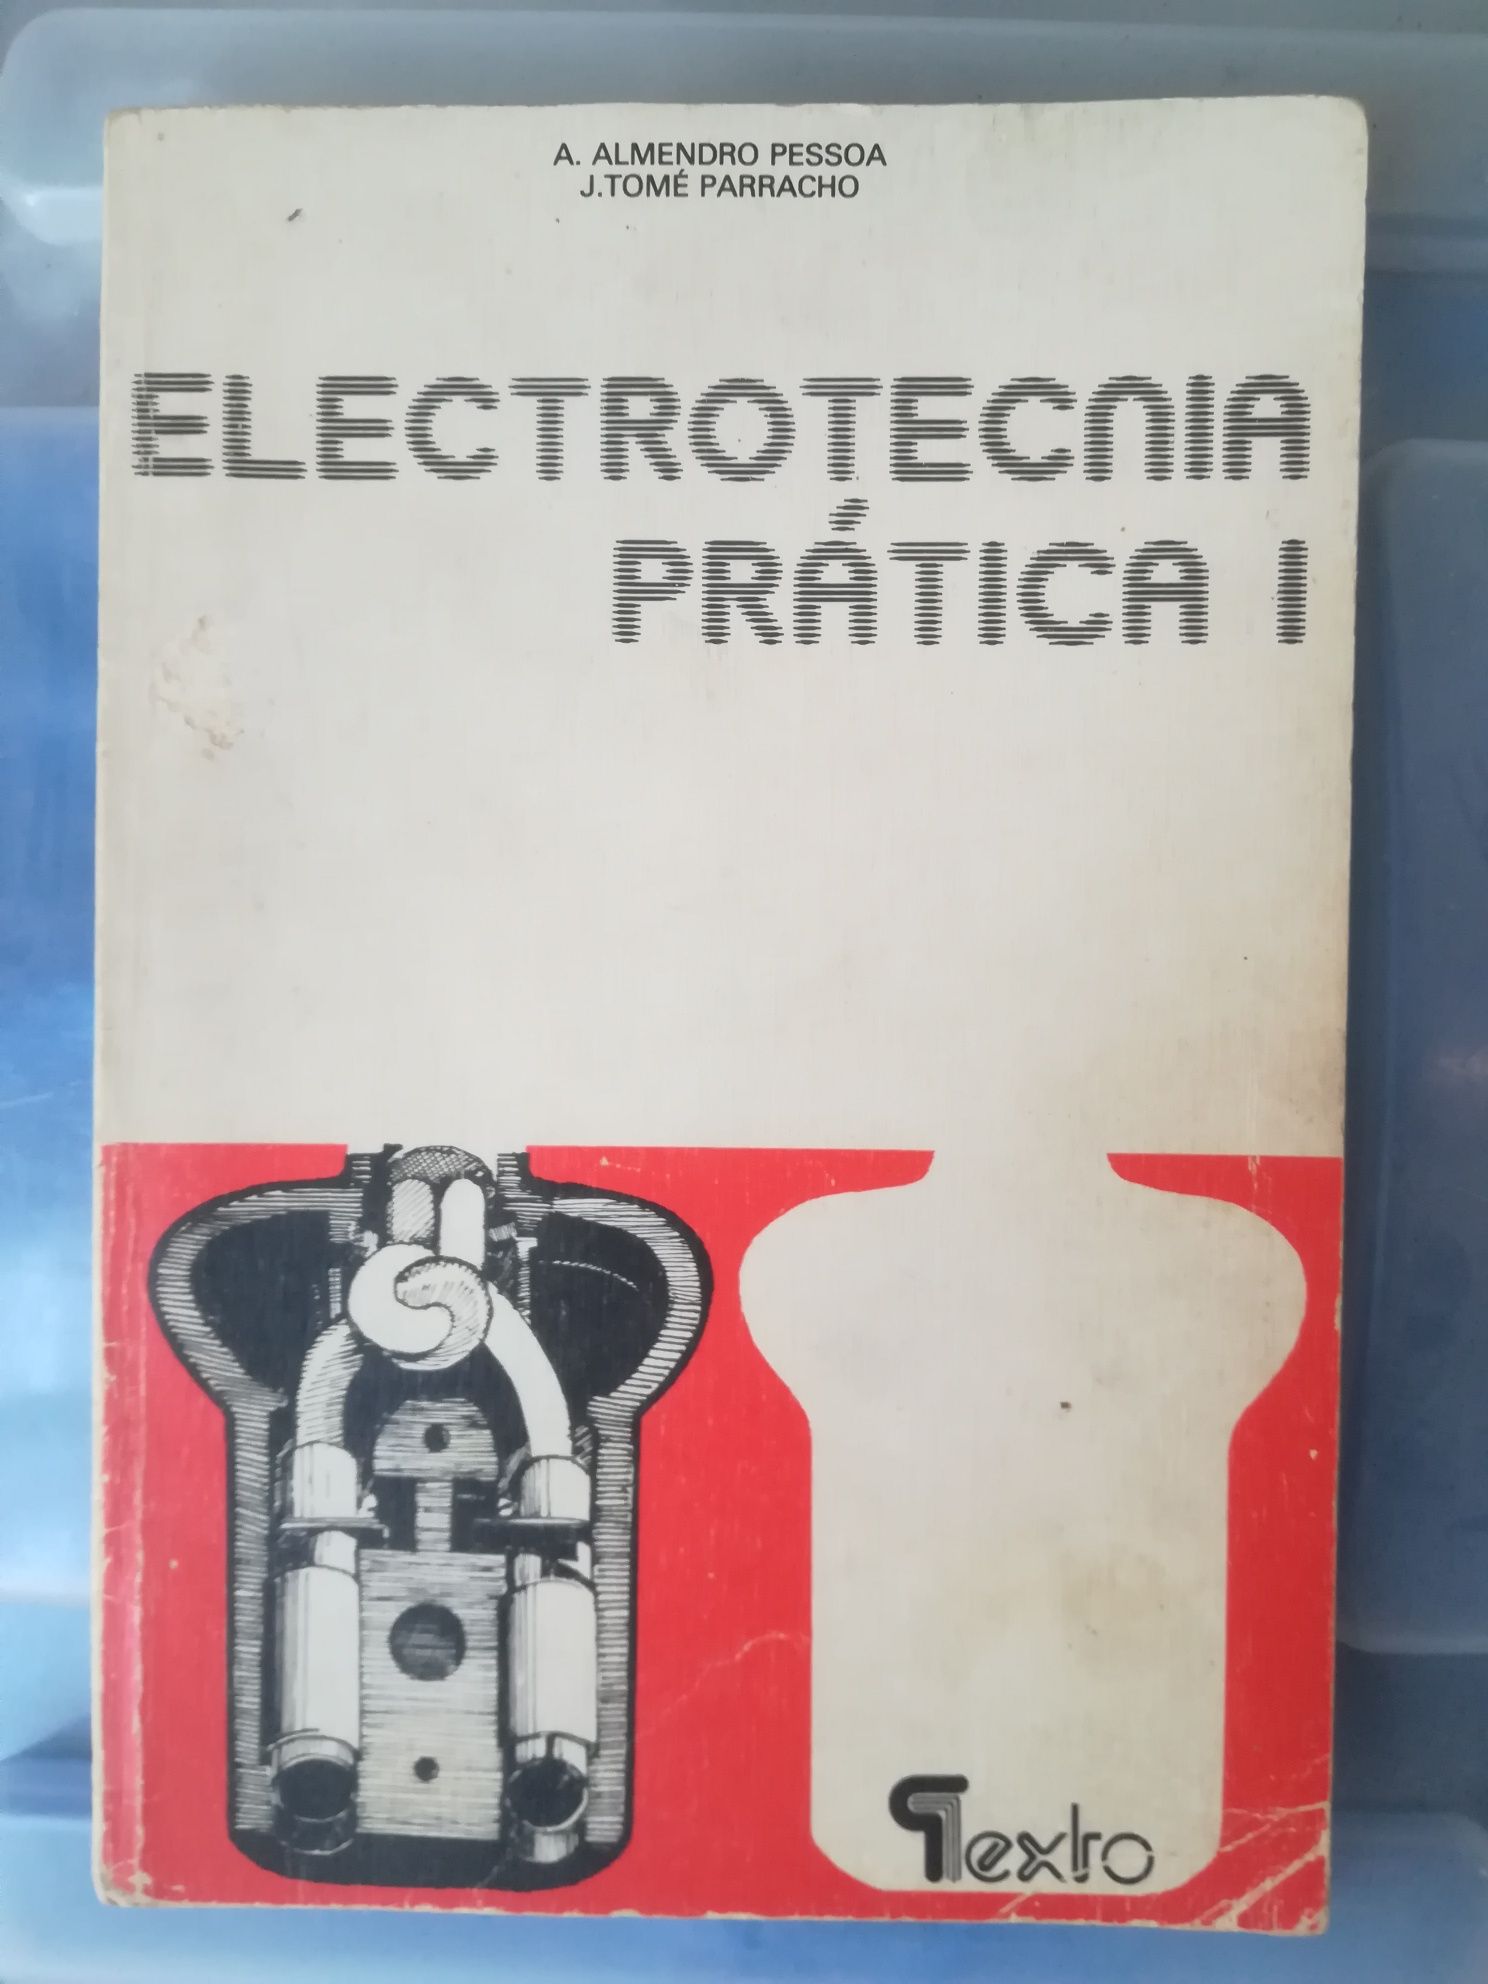 A. ALMENDRO PESSOA
J.TOMÉ PARRACHO
ELECTROTECNIA
PRÁTICA I
Texto